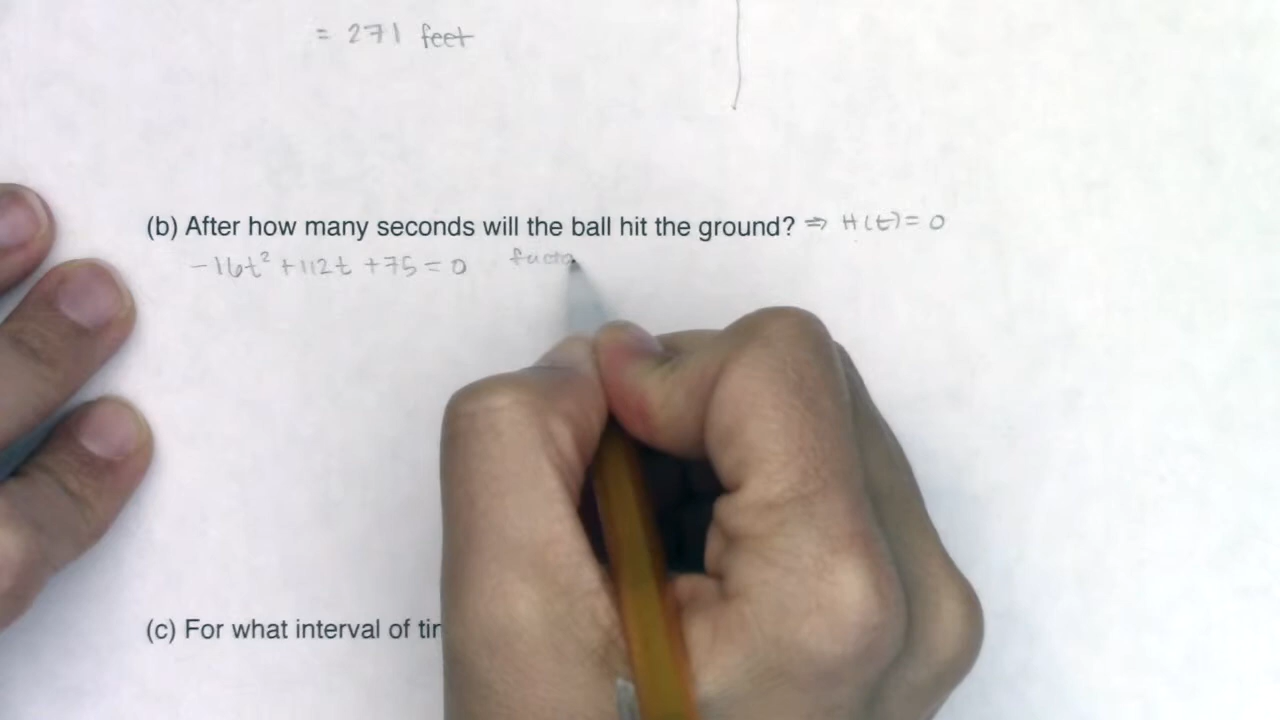 = 271 feet
(b) After how many seconds will the ball hit the ground? ⇒ H(t) = 0
-16t² + 112t + 75 = 0 facto
(c) For what interval of